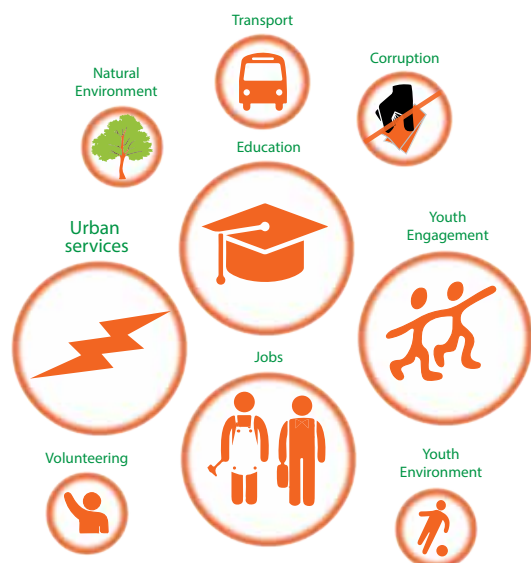 Transport
Natural
Environment
Corruption
Education
Urban
services
Youth
Engagement
Jobs
Volunteering
Youth
Environment